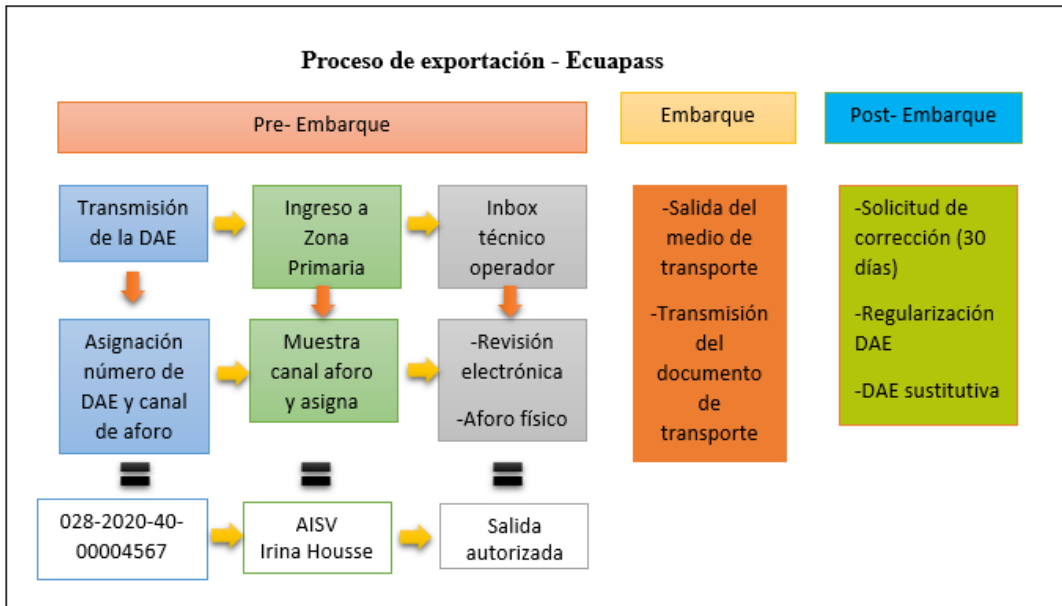 Proceso de exportación - Ecuapass
Pre- Embarque
Embarque
Post- Embarque
Transmisión
de la DAE
Ingreso a
Zona
Primaria
Inbox
técnico
operador
Asignación
número de
DAE y canal
de aforo
Muestra
canal aforo
y asigna
-Revisión
electrónica
-Aforo físico
028-2020-40-
00004567
AISV
Irina Housse
Salida
autorizada
-Salida del
medio de
transporte
-Transmisión
del
documento
de
transporte
-Solicitud de
corrección (30
días)
-Regularización
DAE
-DAE sustitutiva